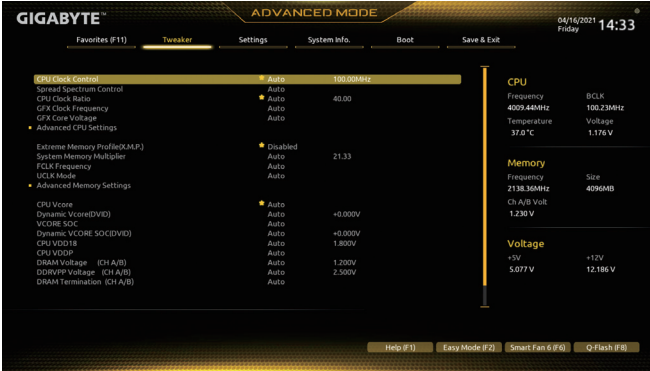 GIGABYTE™
ADVANCED MODE
04/16/2021
Friday
14:33
Favorites (F11) Tweaker Settings System Info. Boot Save & Exit
CPU Clock Control Auto 100.00MHz
Spread Spectrum Control Auto
CPU Clock Ratio Auto 40.00
GFX Clock Frequency Auto
GFX Core Voltage Auto
Advanced CPU Settings
Extreme Memory Profile(X.M.P.) Disabled
System Memory Multiplier Auto 21.33
FCLK Frequency Auto
UCLK Mode Auto
Advanced Memory Settings
CPU Vcore Auto
Dynamic Vcore(DVID) Auto +0.000V
VCORE SOC Auto
Dynamic VCORE SOC(DVID) Auto +0.000V
CPU VDD18 Auto 1.800V
CPU VDDP Auto
DRAM Voltage (CH A/B) Auto 1.200V
DDRVPP Voltage (CH A/B) Auto 2.500V
DRAM Termination (CH A/B) Auto
CPU
Frequency BCLK
4009.44MHz 100.23MHz
Temperature Voltage
37.0 °C 1.176 V
Memory
Frequency Size
2138.36MHz 4096MB
Ch A/B Volt
1.230 V
Voltage
+5V +12V
5.077 V 12.186 V
Help (F1) Easy Mode (F2) Smart Fan 6 (F6) Q-Flash (F8)